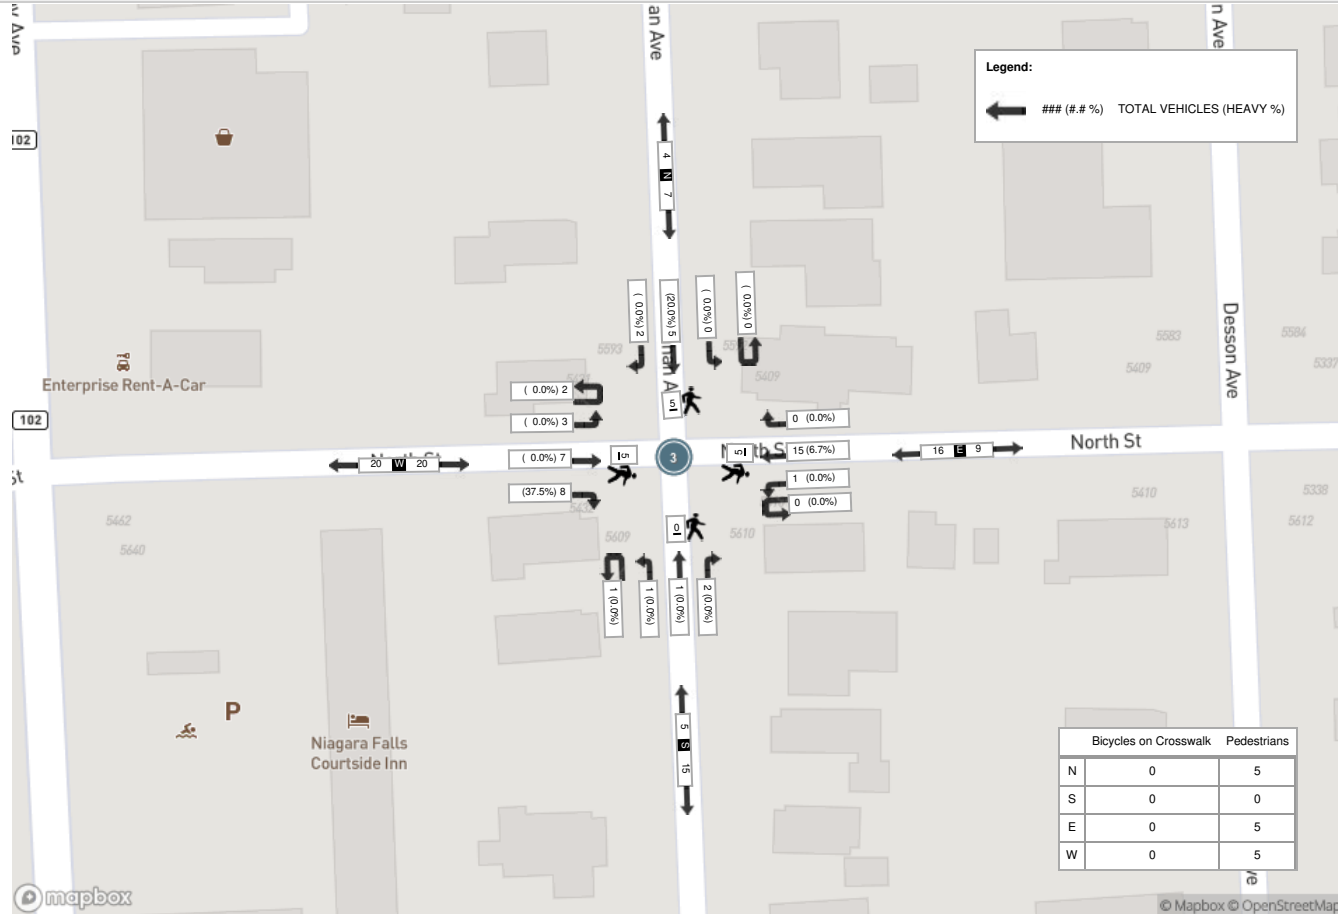 an Ave
n Ave
Ave
Legend:
### (#.# %) TOTAL VEHICLES (HEAVY %)
102
4 N 7
( 0.0%) 2
(20.0%) 5
( 0.0%) 0
( 0.0%) 0
Desson Ave
5583
5584
5593
5409
5337
Enterprise Rent-A-Car
5409
( 0.0%) 2
5
( 0.0%) 3
0 (0.0%)
102
( 0.0%) 7
5
3
5
15 (6.7%)
North St
20 W 20
16 E 9
1 (0.0%)
(37.5%) 8
0 (0.0%)
St
5410
5338
5462
5432
5609
0
5610
5613
5612
5640
1 (0.0%)
1 (0.0%)
1 (0.0%)
2 (0.0%)
P
5 S 15
Niagara Falls
Courtside Inn
Bicycles on Crosswalk Pedestrians
N 0 5
S 0 0
E 0 5
W 0 5
ve
mapbox
© Mapbox © OpenStreetMap